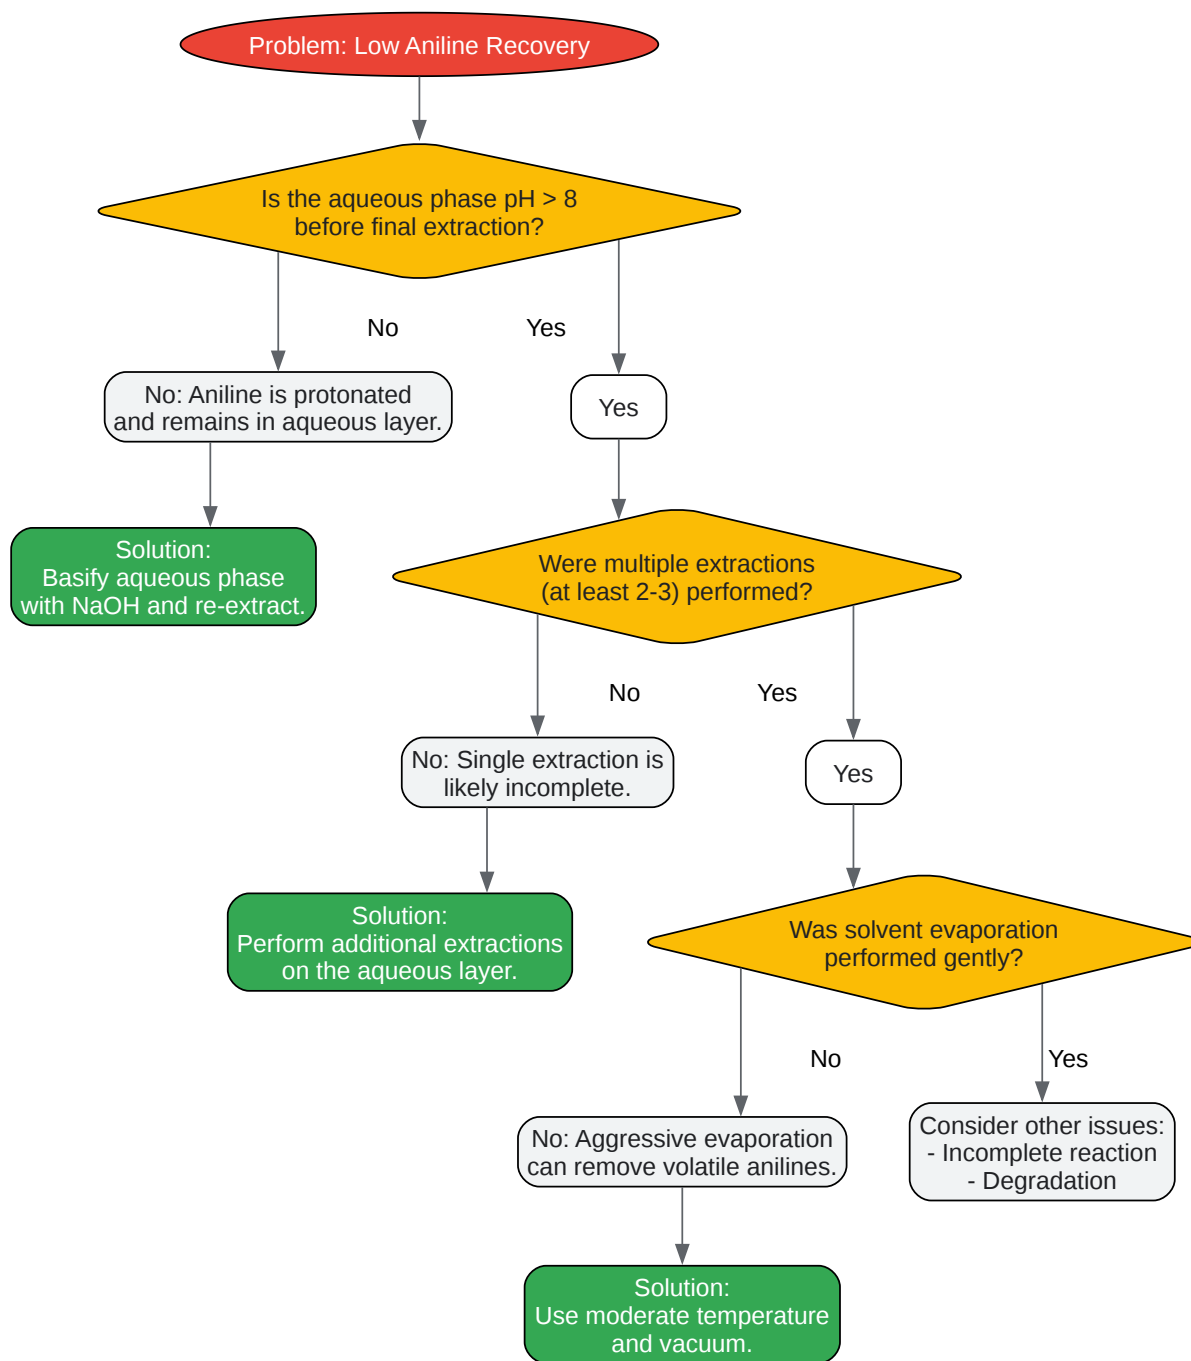 Problem: Low Aniline Recovery
Is the aqueous phase pH > 8
before final extraction?
No
Yes
No: Aniline is protonated
and remains in aqueous layer.
Yes
Solution:
Basify aqueous phase
with NaOH and re-extract.
Were multiple extractions
(at least 2-3) performed?
No
Yes
No: Single extraction is
likely incomplete.
Yes
Solution:
Perform additional extractions
on the aqueous layer.
Was solvent evaporation
performed gently?
No
Yes
No: Aggressive evaporation
can remove volatile anilines.
Consider other issues:
- Incomplete reaction
- Degradation
Solution:
Use moderate temperature
and vacuum.